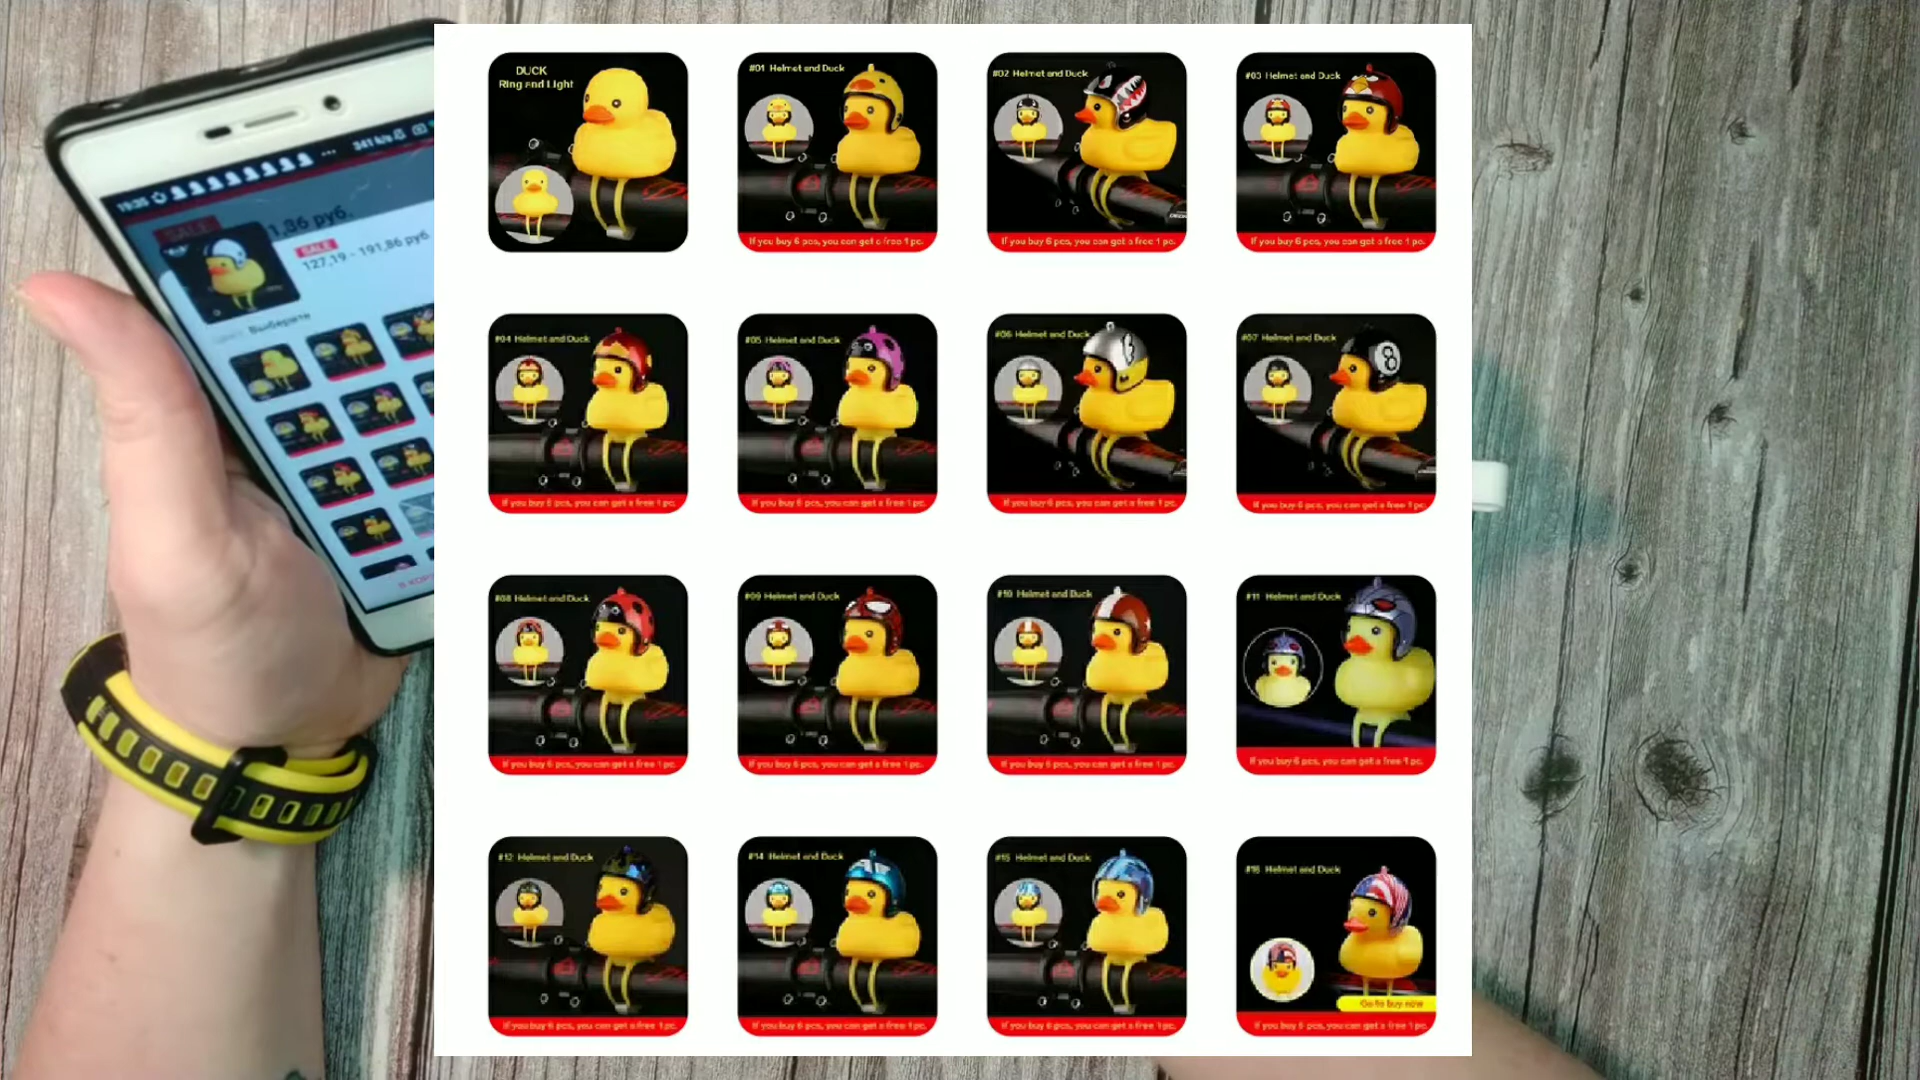 19:35
341 Б/с
1,36 руб.
SALE
SALE
127,19 - 191,86 руб.
Выберите
DUCK
Ring and Light
#01 Helmet and Duck
If you buy 6 pcs, you can get a free 1 pc.
#02 Helmet and Duck
If you buy 6 pcs, you can get a free 1 pc.
#03 Helmet and Duck
If you buy 6 pcs, you can get a free 1 pc.
#04 Helmet and Duck
If you buy 6 pcs, you can get a free 1 pc.
#05 Helmet and Duck
If you buy 6 pcs, you can get a free 1 pc.
#06 Helmet and Duck
If you buy 6 pcs, you can get a free 1 pc.
#07 Helmet and Duck
8
If you buy 6 pcs, you can get a free 1 pc.
#08 Helmet and Duck
If you buy 6 pcs, you can get a free 1 pc.
#09 Helmet and Duck
If you buy 6 pcs, you can get a free 1 pc.
#10 Helmet and Duck
If you buy 6 pcs, you can get a free 1 pc.
#11 Helmet and Duck
If you buy 6 pcs, you can get a free 1 pc.
#12 Helmet and Duck
If you buy 6 pcs, you can get a free 1 pc.
#14 Helmet and Duck
If you buy 6 pcs, you can get a free 1 pc.
#15 Helmet and Duck
If you buy 6 pcs, you can get a free 1 pc.
#16 Helmet and Duck
Go to buy now
If you buy 6 pcs, you can get a free 1 pc.